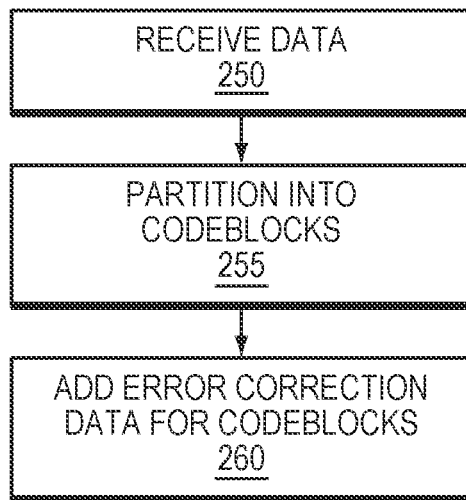 RECEIVE DATA
250
PARTITION INTO
CODEBLOCKS
255
ADD ERROR CORRECTION
DATA FOR CODEBLOCKS
260